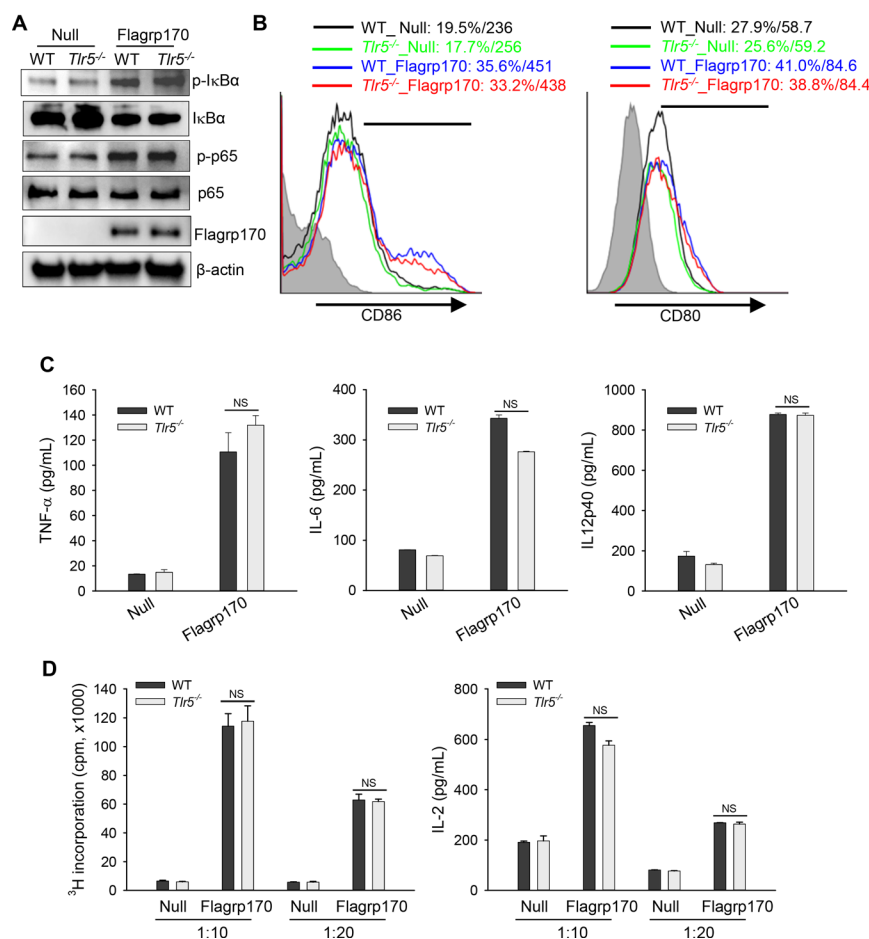 A
Null
Flagrp170
WT
Tlr5-/-
WT
Tlr5-/-
p-IκBα
IκBα
p-p65
p65
Flagrp170
β-actin
B
WT_ Null: 19.5%/236
Tlr5-/-_Null: 17.7%/256
WT_Flagrp170: 35.6%/451
Tlr5-/-_Flagrp170: 33.2%/438
CD86
WT_Null: 27.9%/58.7
Tlr5-/-_Null: 25.6%/59.2
WT_Flagrp170: 41.0%/84.6
Tlr5-/-_Flagrp170: 38.8%/84.4
CD80
C
TNF-α (pg/mL)
160
140
120
100
80
60
40
20
0
WT
Tlr5-/-
NS
Null
Flagrp170
IL-6 (pg/mL)
400
300
200
100
0
WT
Tlr5-/-
NS
Null
Flagrp170
IL12p40 (pg/mL)
1000
800
600
400
200
0
WT
Tlr5-/-
NS
Null
Flagrp170
D
3H incorporation (cpm, x1000)
140
120
100
80
60
40
20
0
WT
Tlr5-/-
NS
NS
Null
Flagrp170
Null
Flagrp170
1:10
1:20
IL-2 (pg/mL)
800
600
400
200
0
WT
Tlr5-/-
NS
NS
Null
Flagrp170
Null
Flagrp170
1:10
1:20